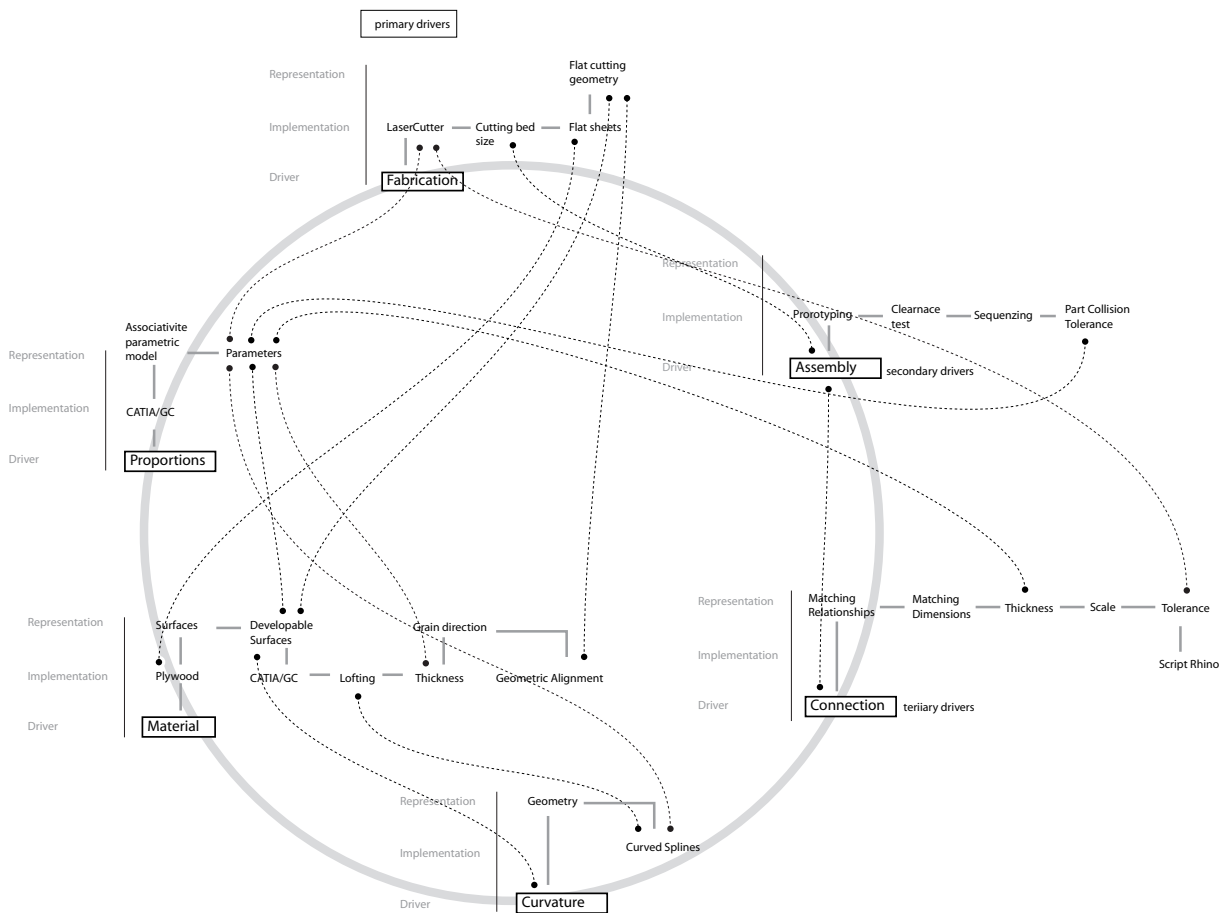 primary drivers
Representation
Flat cutting
geometry
Implementation
LaserCutter
Cutting bed
size
Flat sheets
Driver
Fabrication
Representation
Implementation
Prorotyping
Clearnace
test
Sequenzing
Part Collision
Tolerance
Driver
Assembly
secondary drivers
Associativite
parametric
model
Representation
Parameters
Implementation
CATIA/GC
Driver
Proportions
Representation
Surfaces
Developable
Surfaces
Grain direction
Implementation
Plywood
CATIA/GC
Lofting
Thickness
Geometric Alignment
Driver
Material
Representation
Matching
Relationships
Matching
Dimensions
Thickness
Scale
Tolerance
Implementation
Script Rhino
Driver
Connection
teriiary drivers
Representation
Geometry
Implementation
Curved Splines
Driver
Curvature